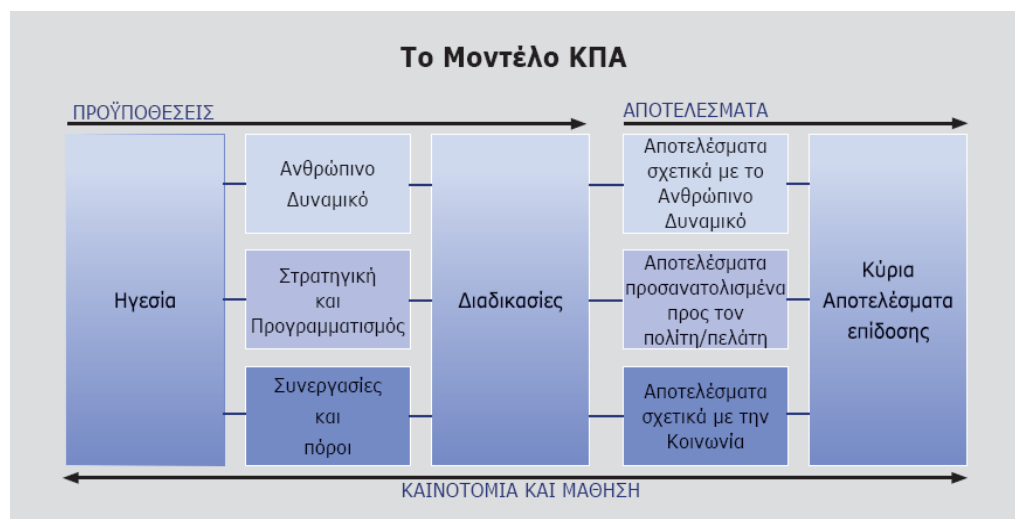 Το Μοντέλο ΚΠΑ
ΠΡΟΫΠΟΘΕΣΕΙΣ
ΑΠΟΤΕΛΕΣΜΑΤΑ
Ηγεσία
Ανθρώπινο
Δυναμικό
Στρατηγική
και
Προγραμματισμός
Συνεργασίες
και
πόροι
Διαδικασίες
Αποτελέσματα
σχετικά με το
Ανθρώπινο
Δυναμικό
Αποτελέσματα
προσανατολισμένα
προς τον
πολίτη/πελάτη
Αποτελέσματα
σχετικά με την
Κοινωνία
Κύρια
Αποτελέσματα
επίδοσης
ΚΑΙΝΟΤΟΜΙΑ ΚΑΙ ΜΑΘΗΣΗ